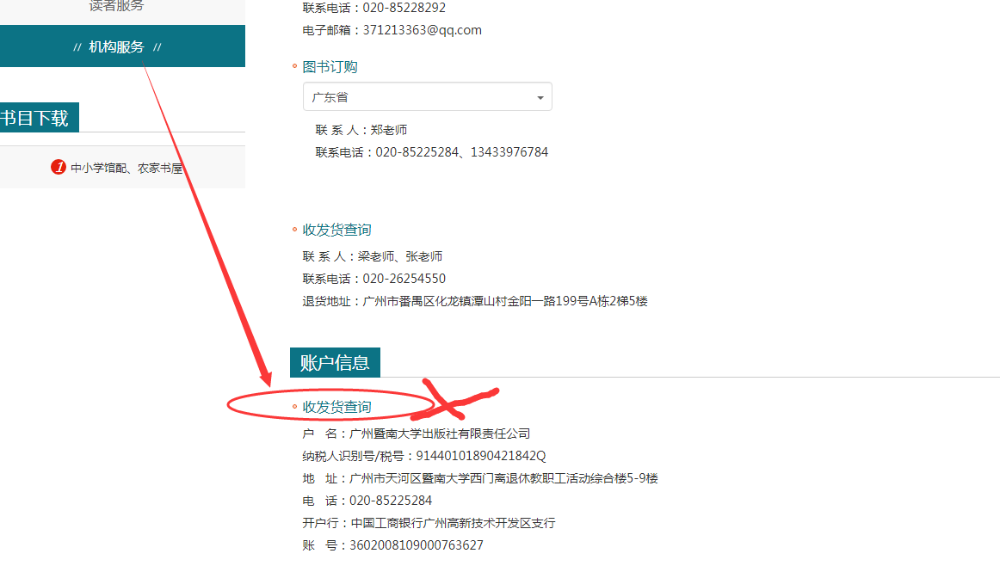 读者服务
// 机构服务 //
书目下载
1 中小学馆配、农家书屋
联系电话：020-85228292
电子邮箱：371213363@qq.com
图书订购
广东省
联 系 人：郑老师
联系电话：020-85225284、13433976784
收发货查询
联 系 人：梁老师、张老师
联系电话：020-26254550
退货地址：广州市番禺区化龙镇潭山村金阳一路199号A栋2梯5楼
账户信息
收发货查询
户 名：广州暨南大学出版社有限责任公司
纳税人识别号/税号：91440101890421842Q
地 址：广州市天河区暨南大学西门离退休教职工活动综合楼5-9楼
电 话：020-85225284
开户行：中国工商银行广州高新技术开发区支行
账 号：3602008109000763627